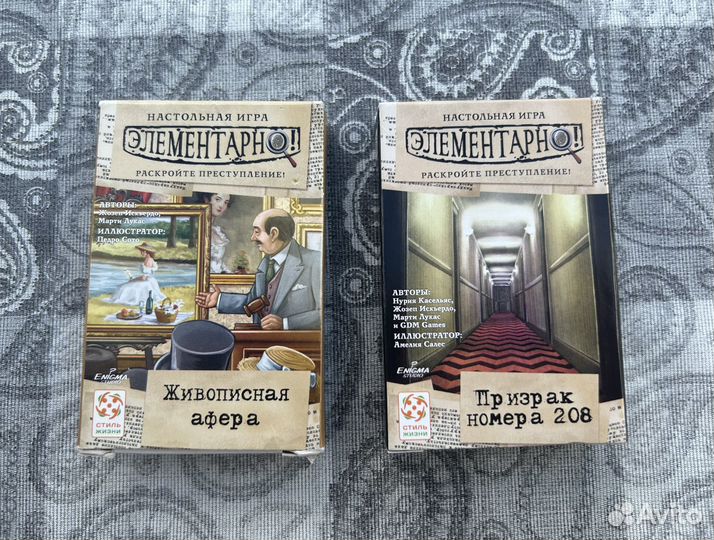 НАСТОЛЬНАЯ ИГРА
ЭЛЕМЕНТАРНО!
РАСКРОЙТЕ ПРЕСТУПЛЕНИЕ!
АВТОРЫ:
Жозеп Искьердо,
Марти Лукас
ИЛЛЮСТРАТОР:
Педро Сото
ENIGMA
STUDIO
СТИЛЬ
ЖИЗНИ
Живописная
афера
НАСТОЛЬНАЯ ИГРА
ЭЛЕМЕНТАРНО!
РАСКРОЙТЕ ПРЕСТУПЛЕНИЕ!
АВТОРЫ:
Нурия Касельяс,
Жозеп Искьердо,
Марти Лукас
и GDM Games
ИЛЛЮСТРАТОР:
Амелия Салес
ENIGMA
STUDIO
СТИЛЬ
ЖИЗНИ
Призрак
номера 208
Avito